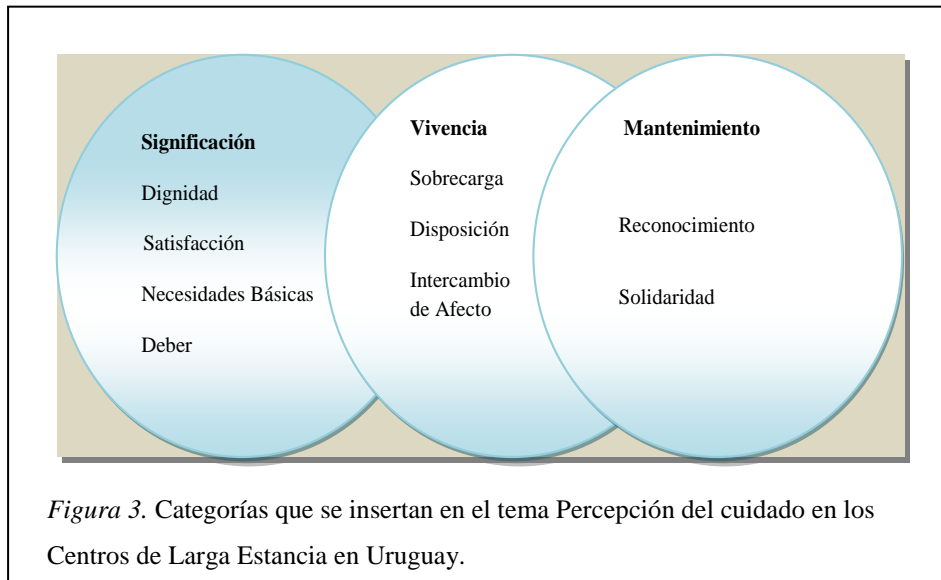 Significación
Dignidad
Satisfacción
Necesidades Básicas
Deber
Vivencia
Sobrecarga
Disposición
Intercambio
de Afecto
Mantenimiento
Reconocimiento
Solidaridad
Figura 3. Categorías que se insertan en el tema Percepción del cuidado en los
Centros de Larga Estancia en Uruguay.